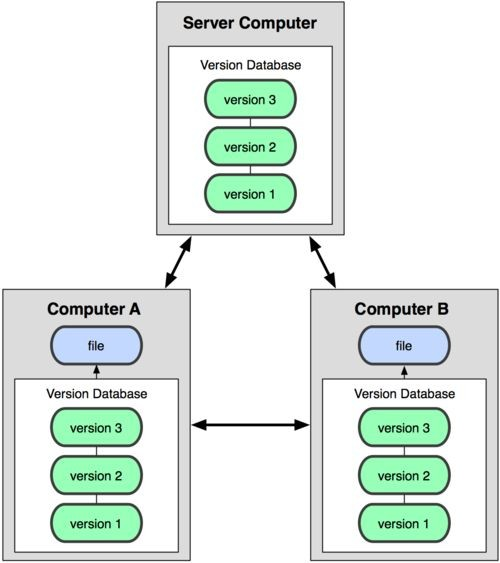 Server Computer
Version Database
version 3
version 2
version 1
Computer A
file
Version Database
version 3
version 2
version 1
Computer B
file
Version Database
version 3
version 2
version 1